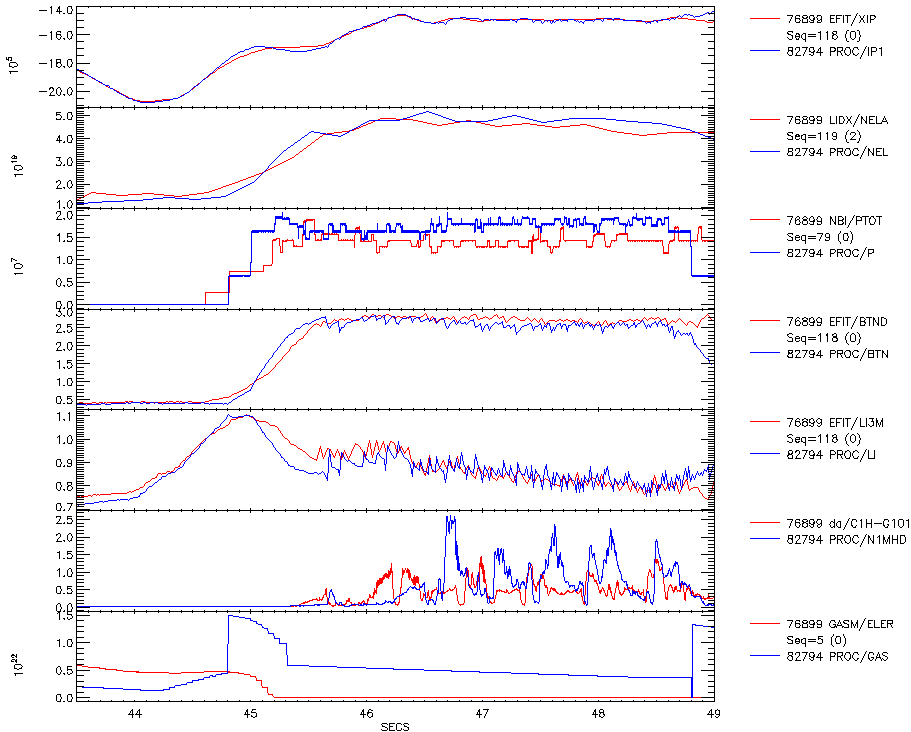 −14.0
−16.0
−18.0
−20.0
10⁵
76899 EFIT/XIP
Seq=118 (0)
82794 PROC/IP1
5.0
4.0
3.0
2.0
1.0
10¹⁹
76899 LIDX/NELA
Seq=119 (2)
82794 PROC/NEL
2.0
1.5
1.0
0.5
0.0
10⁷
76899 NBI/PTOT
Seq=79 (0)
82794 PROC/P
3.0
2.5
2.0
1.5
1.0
0.5
76899 EFIT/BTND
Seq=118 (0)
82794 PROC/BTN
1.1
1.0
0.9
0.8
0.7
76899 EFIT/LI3M
Seq=118 (0)
82794 PROC/LI
2.5
2.0
1.5
1.0
0.5
0.0
76899 da/C1H−G101
82794 PROC/N1MHD
1.5
1.0
0.5
0.0
10²²
76899 GASM/ELER
Seq=5 (0)
82794 PROC/GAS
44 45 46 47 48 49
SECS